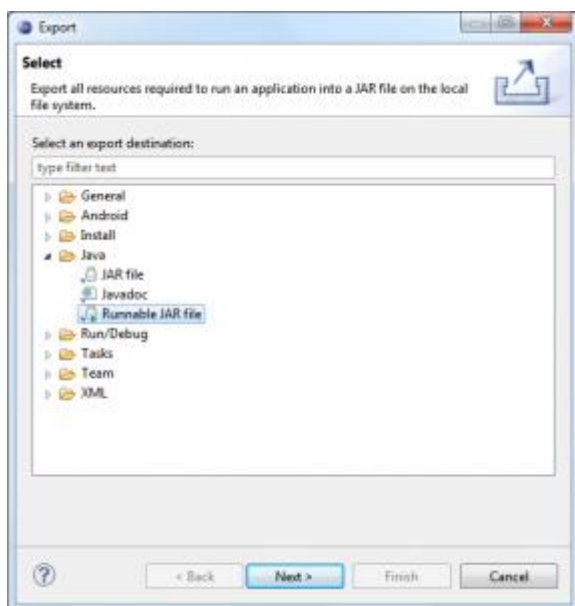 Export
Select
Export all resources required to run an application into a JAR file on the local
file system.
Select an export destination:
type filter text
General
Android
Install
Java
JAR file
Javadoc
Runnable JAR file
Run/Debug
Tasks
Team
XML
?
< Back
Next >
Finish
Cancel